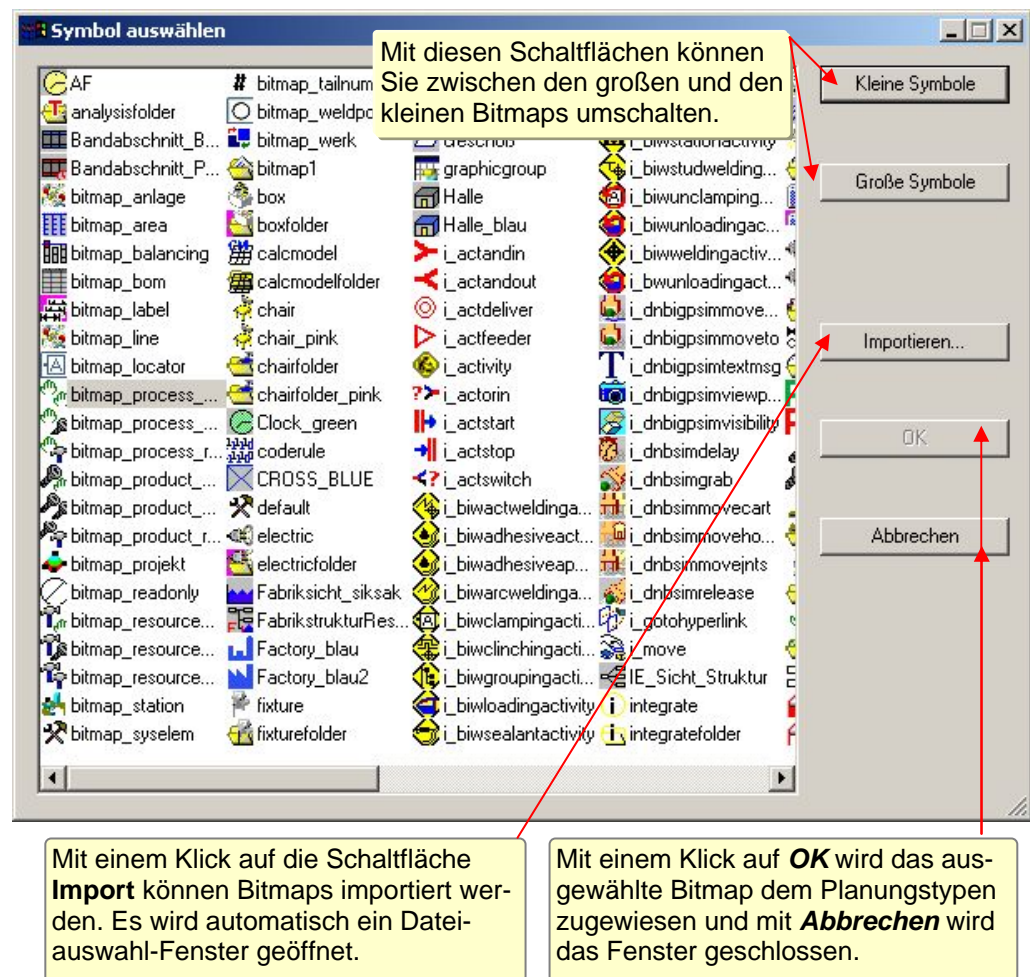 Symbol auswählen
Mit diesen Schaltflächen können
Sie zwischen den großen und den
kleinen Bitmaps umschalten.
AF
analysisfolder
Bandabschnitt_B...
Bandabschnitt_P...
bitmap_anlage
bitmap_area
bitmap_balancing
bitmap_bom
bitmap_label
bitmap_line
bitmap_locator
bitmap_process_...
bitmap_process_...
bitmap_process_r...
bitmap_product_...
bitmap_product_...
bitmap_product_r...
bitmap_projekt
bitmap_readonly
bitmap_resource...
bitmap_resource...
bitmap_resource...
bitmap_station
bitmap_syselem
# bitmap_tailnum
bitmap_weldpo
bitmap_werk
bitmap1
box
boxfolder
calcmodel
calcmodelfolder
chair
chair_pink
chairfolder
chairfolder_pink
Clock_green
coderule
CROSS_BLUE
default
electric
electricfolder
Fabriksicht_siksak
FabrikstrukturRes...
Factory_blau
Factory_blau2
fixture
fixturefolder
graphicgroup
Halle
Halle_blau
i_actandin
i_actandout
i_actdeliver
i_actfeeder
i_activity
i_actorin
i_actstart
i_actstop
i_actswitch
i_biwactweldinga...
i_biwadhesiveact...
i_biwadhesiveap...
i_biwarcweldinga...
i_biwclampingacti...
i_biwclinchingacti...
i_biwgroupingacti...
i_biwloadingactivity
i_biwsealantactivity
i_biwstationactivity
i_biwstudwelding...
i_biwunclamping...
i_biwunloadingac...
i_biwweldingactiv...
i_bwunloadingact...
i_dnbigpsimmove...
i_dnbigpsimmoveto
i_dnbigpsimtextmsg
i_dnbigpsimviewp...
i_dnbigpsimvisibility
i_dnbsimdelay
i_dnbsimgrab
i_dnbsimmovecart
i_dnbsimmoveho...
i_dnbsimmovejnts
i_dnbsimrelease
i_gotohyperlink
i_move
IE_Sicht_Struktur
integrate
integratefolder
Kleine Symbole
Große Symbole
Importieren...
OK
Abbrechen
Mit einem Klick auf die Schaltfläche
Import können Bitmaps importiert wer-
den. Es wird automatisch ein Datei-
auswahl-Fenster geöffnet.
Mit einem Klick auf OK wird das aus-
gewählte Bitmap dem Planungstypen
zugewiesen und mit Abbrechen wird
das Fenster geschlossen.